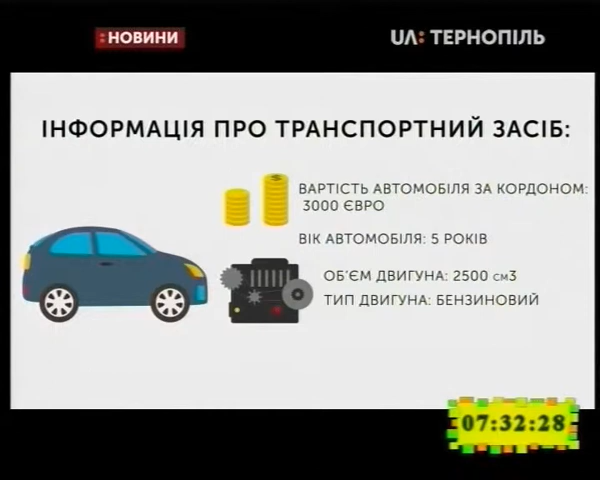 :НОВИНИ
UA: ТЕРНОПІЛЬ
ІНФОРМАЦІЯ ПРО ТРАНСПОРТНИЙ ЗАСІБ:
ВАРТІСТЬ АВТОМОБІЛЯ ЗА КОРДОНОМ:
3000 ЄВРО
ВІК АВТОМОБІЛЯ: 5 РОКІВ
ОБ'ЄМ ДВИГУНА: 2500 см3
ТИП ДВИГУНА: БЕНЗИНОВИЙ
07:32:28